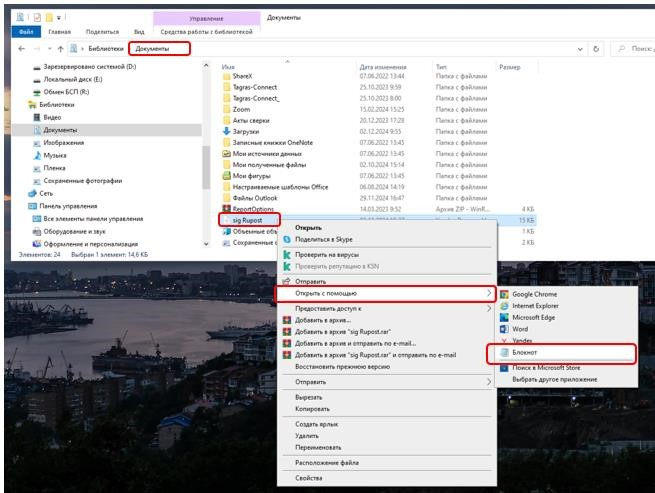 Управление
Документы
Файл
Главная
Поделиться
Вид
Средства работы с библиотекой
Библиотеки
Документы
Поиск:
Имя
Дата изменения
Тип
Размер
Зарезервировано системой (D:)
Локальный диск (E:)
Обмен БСП (R:)
Библиотеки
Видео
Документы
Изображения
Музыка
Пленка
Сохраненные фотографии
Сеть
Панель управления
Все элементы панели управления
Оборудование и звук
Оформление и персонализация
ShareX 07.06.2022 13:44 Папка с файлами
Tagras-Connect 25.10.2023 9:59 Папка с файлами
Tagras-Connect_ 25.10.2023 8:00 Папка с файлами
Zoom 15.02.2024 15:25 Папка с файлами
Акты сверки 20.12.2023 17:28 Папка с файлами
Загрузки 02.12.2024 9:55 Папка с файлами
Записные книжки OneNote 07.06.2022 13:45 Папка с файлами
Мои источники данных 07.06.2022 13:45 Папка с файлами
Мои полученные файлы 02.10.2024 15:14 Папка с файлами
Мои фигуры 07.06.2022 13:45 Папка с файлами
Настраиваемые шаблоны Office 06.08.2024 14:19 Папка с файлами
Файлы Outlook 29.11.2024 16:47 Папка с файлами
ReportOptions 14.03.2023 9:52 Архив ZIP - WinR... 4 КБ
sig Rupost 15 КБ
Объемные объ 1 КБ
Сохраненные 2 КБ
Элементов: 24 Выбран 1 элемент: 14,6 КБ
Открыть
Поделиться в Skype
Проверить на вирусы
Проверить репутацию в KSN
Отправить
Открыть с помощью
Предоставить доступ к
Добавить в архив...
Добавить в архив "sig Rupost.rar"
Добавить в архив и отправить по e-mail...
Добавить в архив "sig Rupost.rar" и отправить по e-mail
Восстановить прежнюю версию
Отправить
Вырезать
Копировать
Создать ярлык
Удалить
Переименовать
Расположение файла
Свойства
Google Chrome
Internet Explorer
Microsoft Edge
Word
Yandex
Блокнот
Поиск в Microsoft Store
Выбрать другое приложение